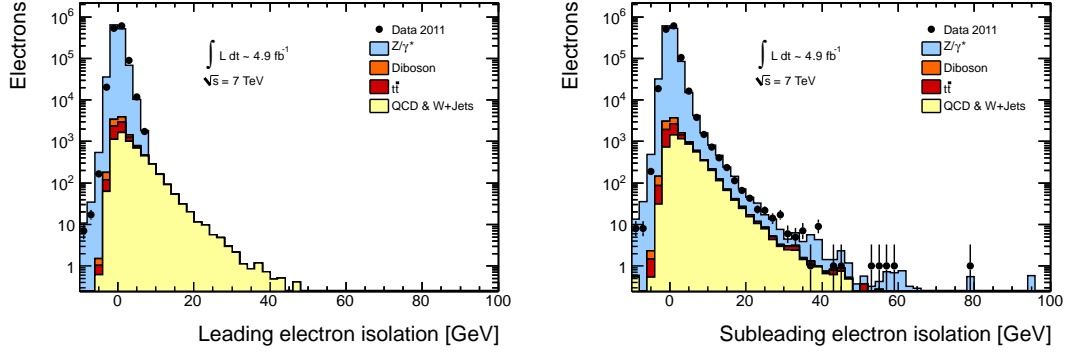 Electrons
10^6
10^5
10^4
10^3
10^2
10
1
∫ L dt ~ 4.9 fb^-1
√s = 7 TeV
Data 2011
Z/γ*
Diboson
tt̄
QCD & W+Jets
0 20 40 60 80 100
Leading electron isolation [GeV]
Electrons
10^6
10^5
10^4
10^3
10^2
10
1
∫ L dt ~ 4.9 fb^-1
√s = 7 TeV
Data 2011
Z/γ*
Diboson
tt̄
QCD & W+Jets
0 20 40 60 80 100
Subleading electron isolation [GeV]